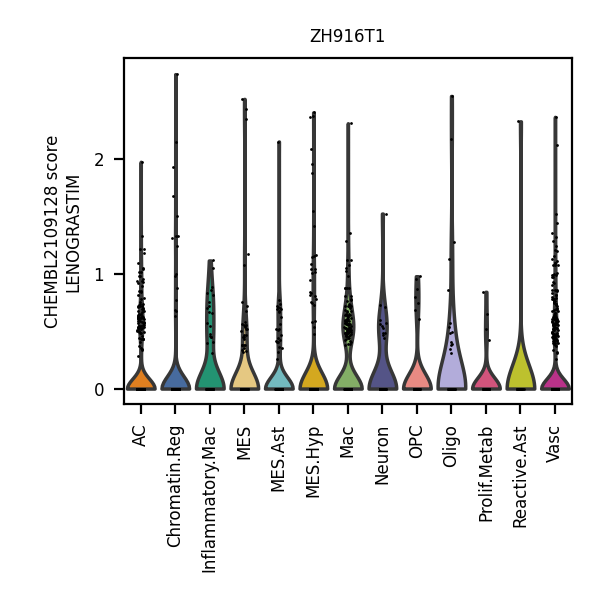 ZH916T1
CHEMBL2109128 score
LENOGRASTIM
2
1
0
AC
Chromatin.Reg
Inflammatory.Mac
MES
MES.Ast
MES.Hyp
Mac
Neuron
OPC
Oligo
Prolif.Metab
Reactive.Ast
Vasc